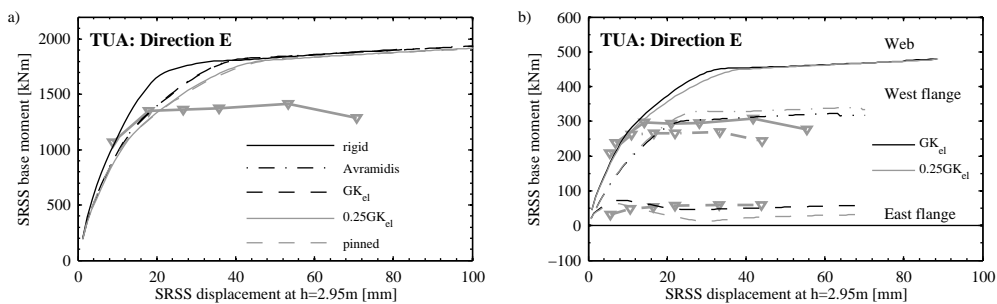 a)
TUA: Direction E
SRSS base moment [kNm]
2000
1500
1000
500
0
rigid
Avramidis
GKel
0.25GKel
pinned
0 20 40 60 80 100
SRSS displacement at h=2.95m [mm]
b)
TUA: Direction E
SRSS base moment [kNm]
600
500
400
300
200
100
0
−100
Web
West flange
GKel
0.25GKel
East flange
0 20 40 60 80 100
SRSS displacement at h=2.95m [mm]